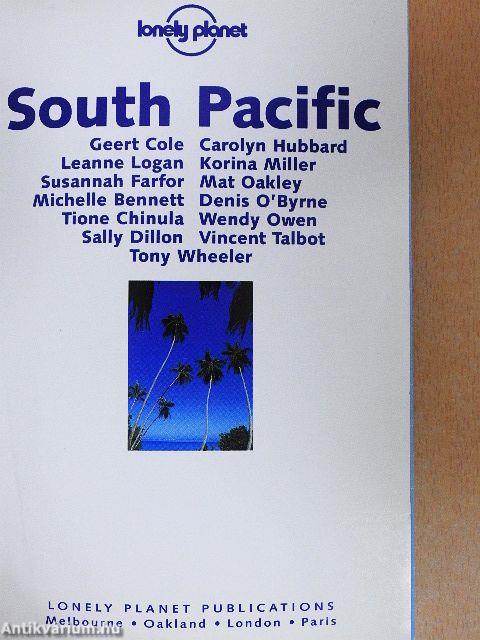 lonely planet
South Pacific
Geert Cole Carolyn Hubbard
Leanne Logan Korina Miller
Susannah Farfor Mat Oakley
Michelle Bennett Denis O'Byrne
Tione Chinula Wendy Owen
Sally Dillon Vincent Talbot
Tony Wheeler
LONELY PLANET PUBLICATIONS
Melbourne • Oakland • London • Paris
Antikvarium.hu